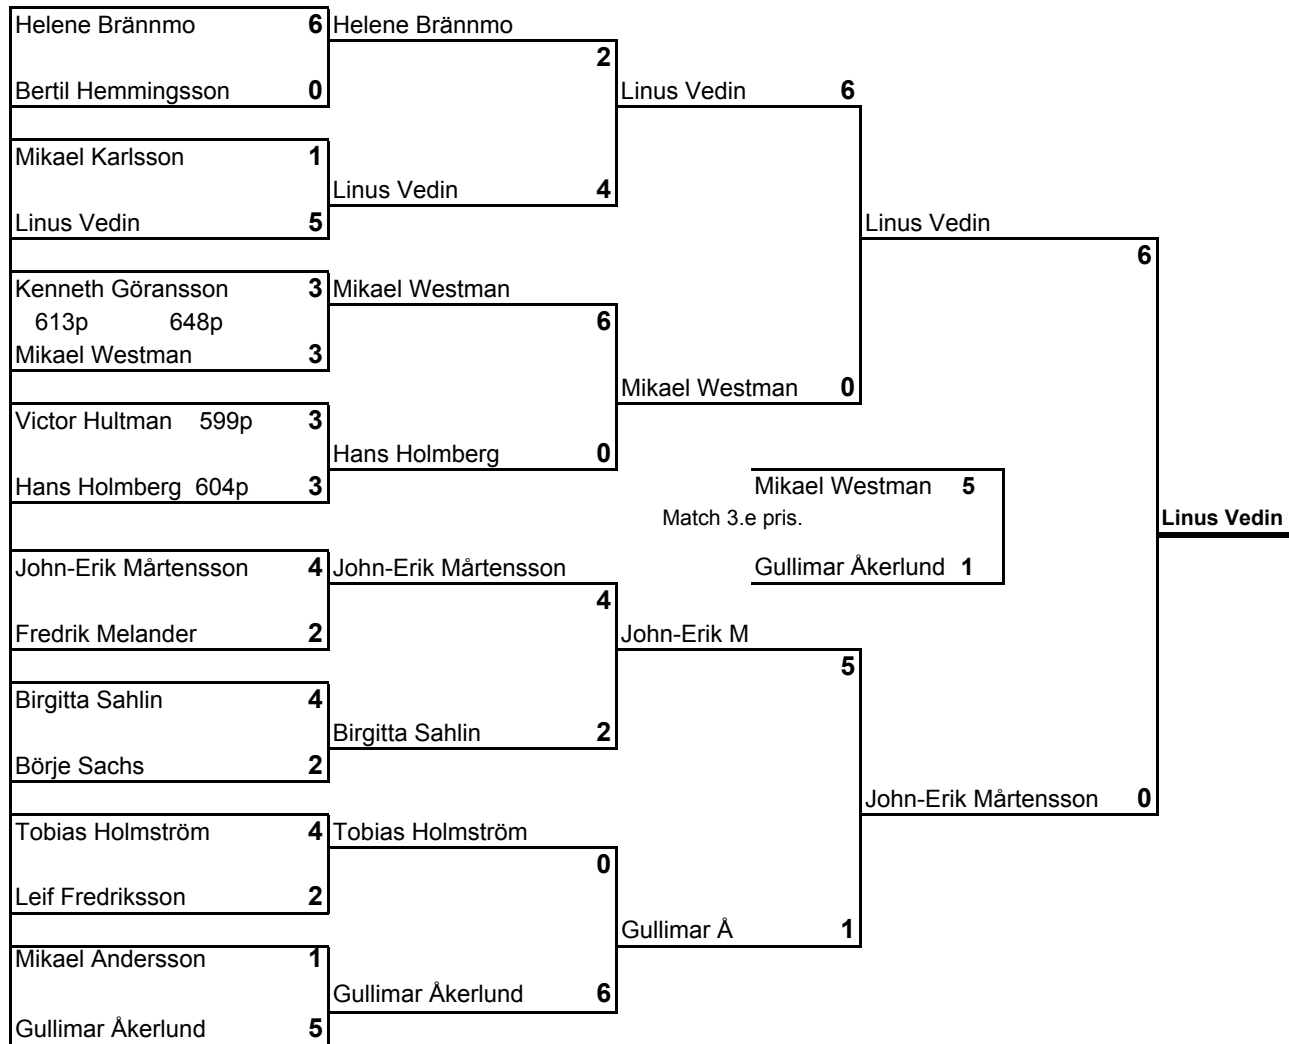 Helene Brännmo 6 Helene Brännmo
2
Bertil Hemmingsson 0 Linus Vedin 6
Mikael Karlsson 1
Linus Vedin 4
Linus Vedin 5 Linus Vedin
6
Kenneth Göransson 3 Mikael Westman
613p 648p 6
Mikael Westman 3
Mikael Westman 0
Victor Hultman 599p 3
Hans Holmberg 0
Hans Holmberg 604p 3 Mikael Westman 5
Match 3.e pris. Linus Vedin
John-Erik Mårtensson 4 John-Erik Mårtensson Gullimar Åkerlund 1
4
Fredrik Melander 2 John-Erik M
5
Birgitta Sahlin 4
Birgitta Sahlin 2
Börje Sachs 2
John-Erik Mårtensson 0
Tobias Holmström 4 Tobias Holmström
0
Leif Fredriksson 2
Gullimar Å 1
Mikael Andersson 1
Gullimar Åkerlund 6
Gullimar Åkerlund 5